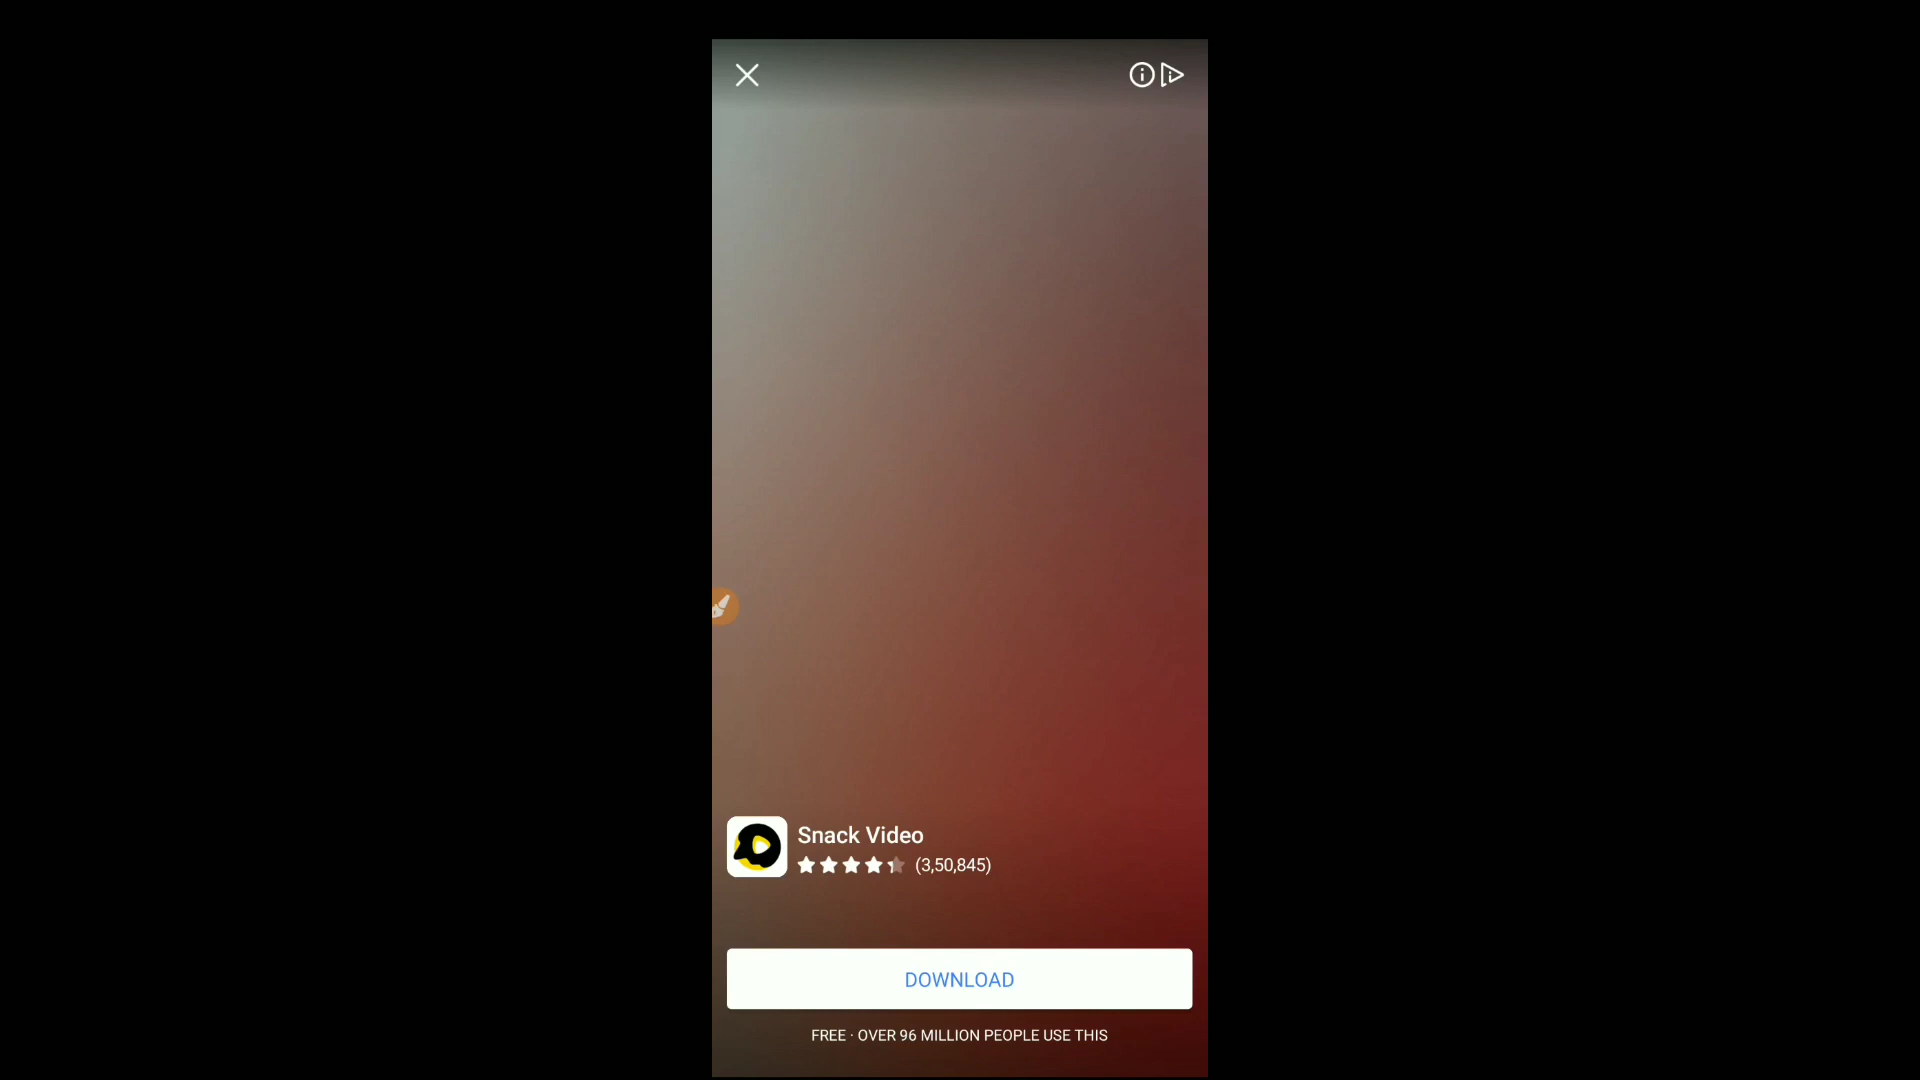 Snack Video
(3,50,845)
DOWNLOAD
FREE · OVER 96 MILLION PEOPLE USE THIS